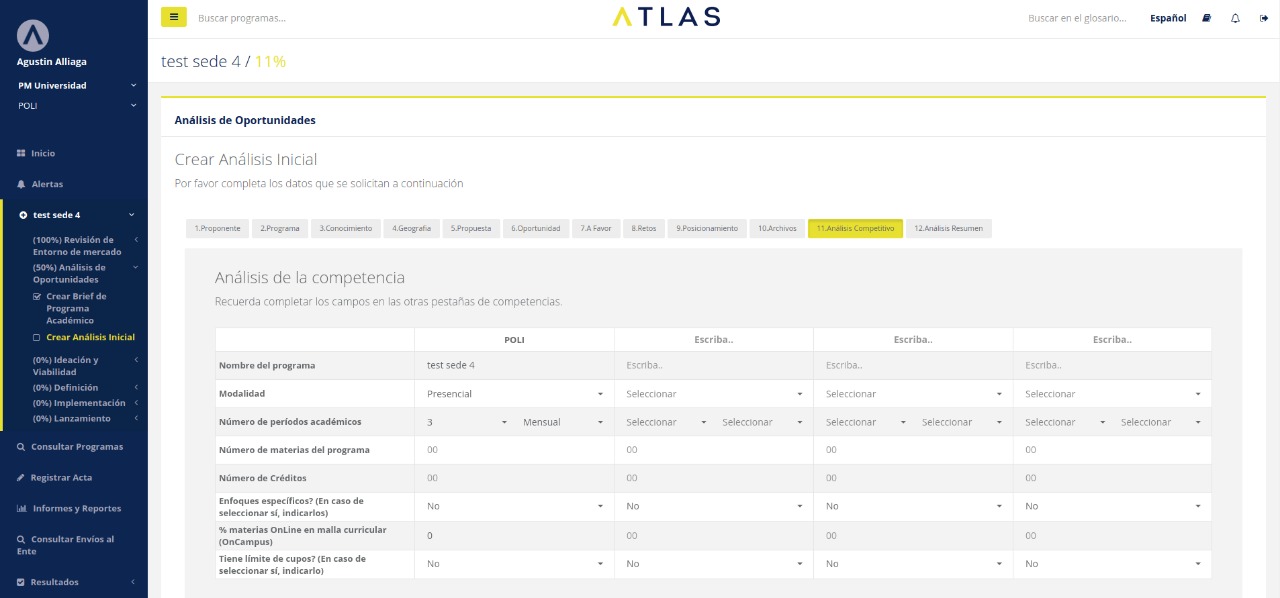 Buscar programas...
ATLAS
Buscar en el glosario...
Español
Agustin Alliaga
PM Universidad
POLI
Inicio
Alertas
test sede 4
(100%) Revisión de
Entorno de mercado
(50%) Análisis de
Oportunidades
Crear Brief de
Programa
Académico
Crear Análisis Inicial
(0%) Ideación y
Viabilidad
(0%) Definición
(0%) Implementación
(0%) Lanzamiento
Consultar Programas
Registrar Acta
Informes y Reportes
Consultar Envíos al
Ente
Resultados
test sede 4 / 11%
Análisis de Oportunidades
Crear Análisis Inicial
Por favor completa los datos que se solicitan a continuación
1.Proponente 2.Programa 3.Conocimiento 4.Geografia 5.Propuesta 6.Oportunidad 7.A Favor 8.Retos 9.Posicionamiento 10.Archivos 11.Análisis Competitivo 12.Análisis Resumen
Análisis de la competencia
Recuerda completar los campos en las otras pestañas de competencias.
POLI Escriba.. Escriba.. Escriba..
Nombre del programa test sede 4 Escriba.. Escriba.. Escriba..
Modalidad Presencial Seleccionar Seleccionar Seleccionar
Número de períodos académicos 3 Mensual Seleccionar Seleccionar Seleccionar Seleccionar Seleccionar Seleccionar
Número de materias del programa 00 00 00 00
Número de Créditos 00 00 00 00
Enfoques específicos? (En caso de
seleccionar sí, indicarlos) No No No No
% materias OnLine en malla curricular
(OnCampus) 0 00 00 00
Tiene límite de cupos? (En caso de
seleccionar sí, indicarlo) No No No No